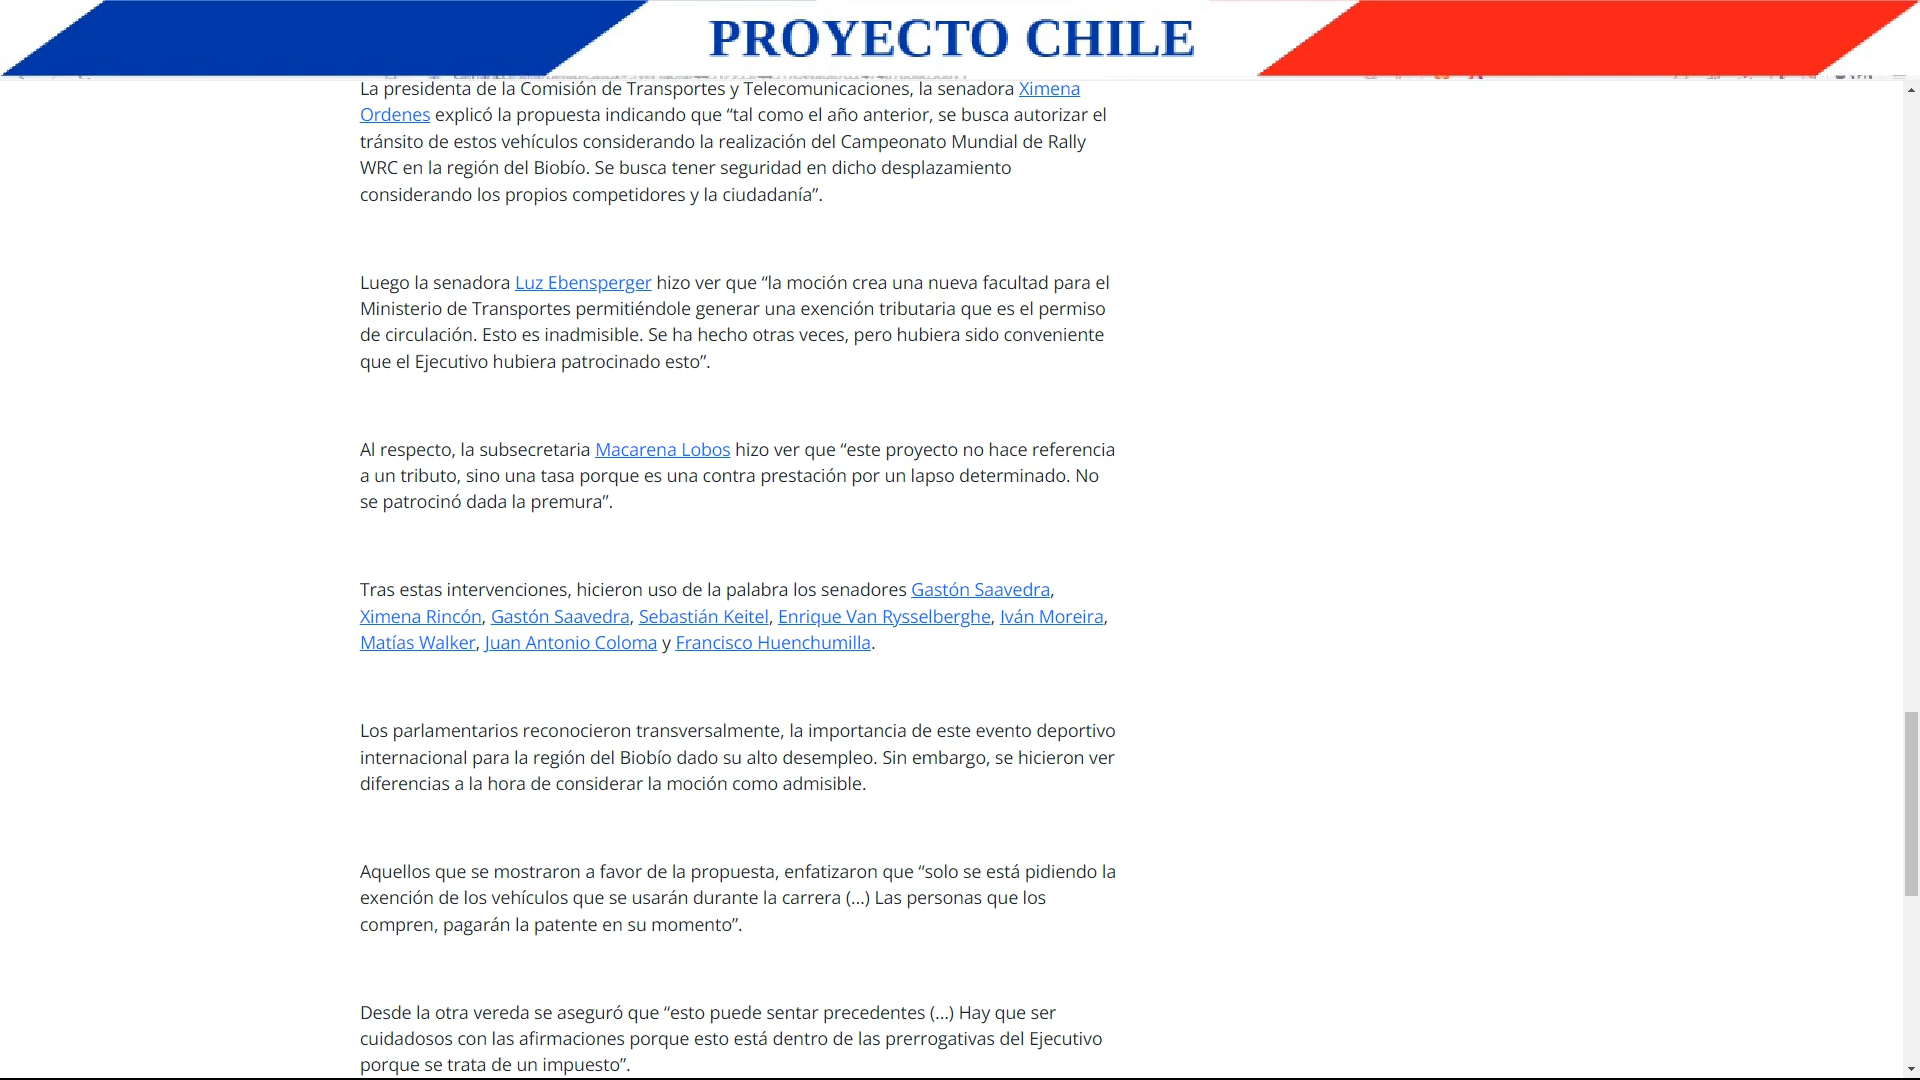 PROYECTO CHILE
La presidenta de la Comisión de Transportes y Telecomunicaciones, la senadora Ximena
Ordenes explicó la propuesta indicando que “tal como el año anterior, se busca autorizar el
tránsito de estos vehículos considerando la realización del Campeonato Mundial de Rally
WRC en la región del Biobío. Se busca tener seguridad en dicho desplazamiento
considerando los propios competidores y la ciudadanía”.
Luego la senadora Luz Ebensperger hizo ver que “la moción crea una nueva facultad para el
Ministerio de Transportes permitiéndole generar una exención tributaria que es el permiso
de circulación. Esto es inadmisible. Se ha hecho otras veces, pero hubiera sido conveniente
que el Ejecutivo hubiera patrocinado esto”.
Al respecto, la subsecretaria Macarena Lobos hizo ver que “este proyecto no hace referencia
a un tributo, sino una tasa porque es una contra prestación por un lapso determinado. No
se patrocinó dada la premura”.
Tras estas intervenciones, hicieron uso de la palabra los senadores Gastón Saavedra,
Ximena Rincón, Gastón Saavedra, Sebastián Keitel, Enrique Van Rysselberghe, Iván Moreira,
Matías Walker, Juan Antonio Coloma y Francisco Huenchumilla.
Los parlamentarios reconocieron transversalmente, la importancia de este evento deportivo
internacional para la región del Biobío dado su alto desempleo. Sin embargo, se hicieron ver
diferencias a la hora de considerar la moción como admisible.
Aquellos que se mostraron a favor de la propuesta, enfatizaron que “solo se está pidiendo la
exención de los vehículos que se usarán durante la carrera (…) Las personas que los
compren, pagarán la patente en su momento”.
Desde la otra vereda se aseguró que “esto puede sentar precedentes (…) Hay que ser
cuidadosos con las afirmaciones porque esto está dentro de las prerrogativas del Ejecutivo
porque se trata de un impuesto”.